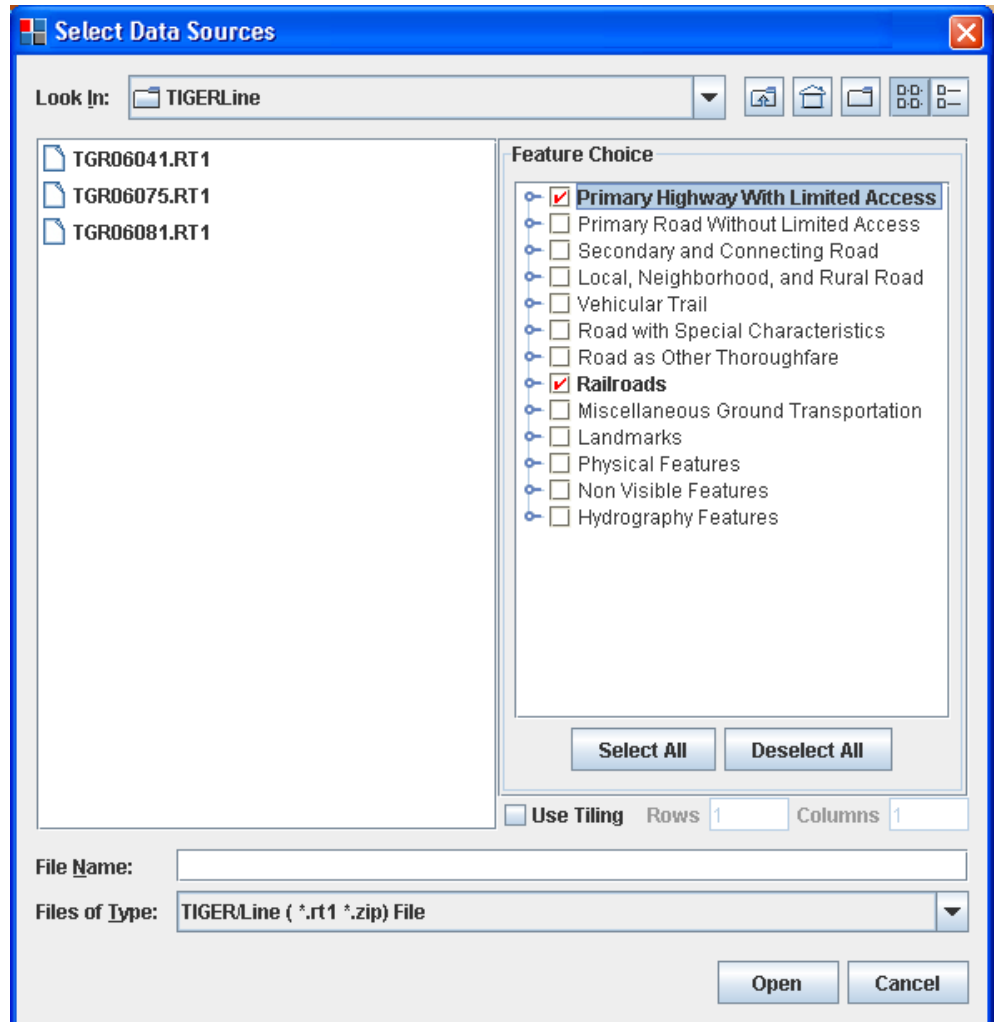 Select Data Sources
Look In: TIGERLine
TGR06041.RT1
TGR06075.RT1
TGR06081.RT1
Feature Choice
Primary Highway With Limited Access
Primary Road Without Limited Access
Secondary and Connecting Road
Local, Neighborhood, and Rural Road
Vehicular Trail
Road with Special Characteristics
Road as Other Thoroughfare
Railroads
Miscellaneous Ground Transportation
Landmarks
Physical Features
Non Visible Features
Hydrography Features
Select All Deselect All
Use Tiling Rows 1 Columns 1
File Name:
Files of Type: TIGER/Line ( *.rt1 *.zip) File
Open Cancel